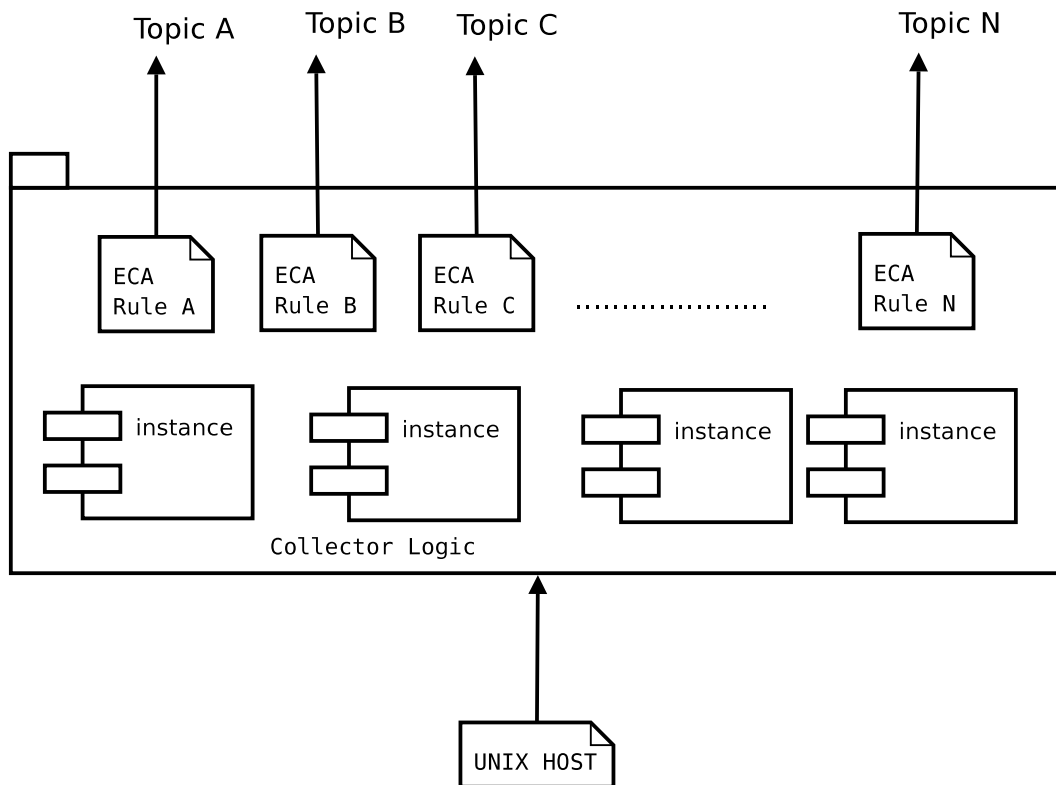 Topic A
Topic B
Topic C
Topic N
ECA
Rule A
ECA
Rule B
ECA
Rule C
ECA
Rule N
instance
instance
instance
instance
Collector Logic
UNIX HOST